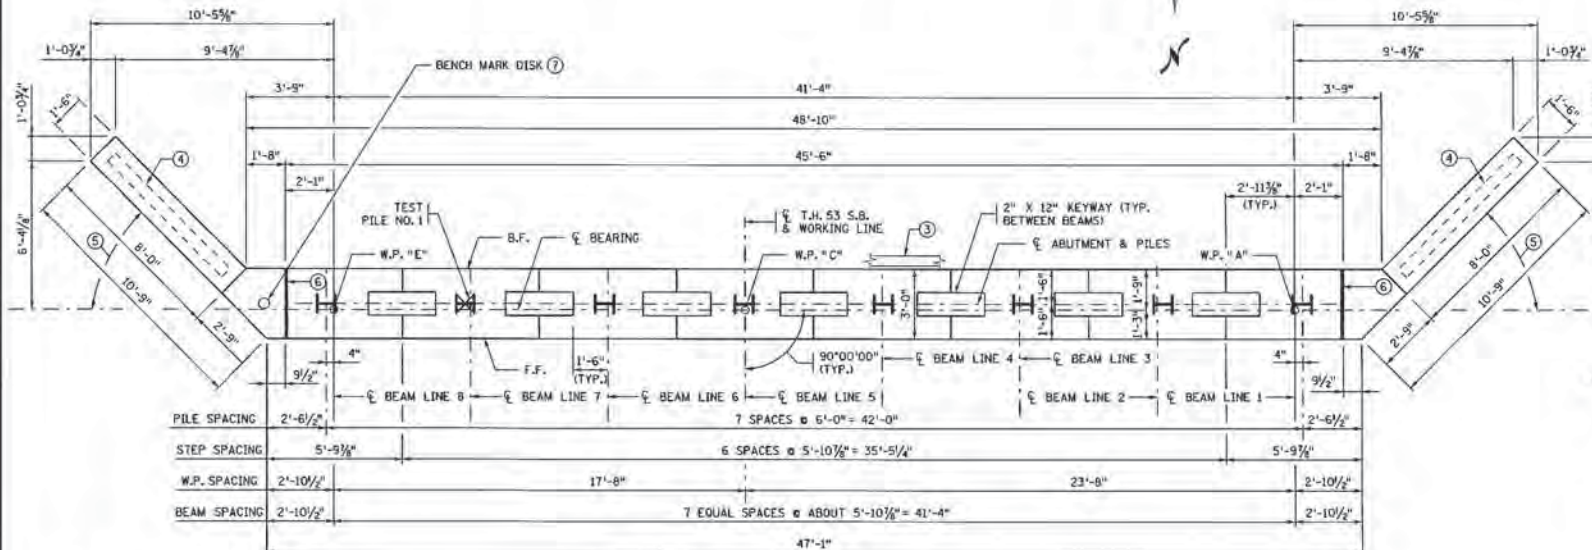 10'-5⅝"
10'-5⅝"
1'-0¾"
9'-4⅞"
9'-4⅞"
1'-0¾"
BENCH MARK DISK ⑦
N
3'-9"
41'-4"
3'-9"
1'-0¾"
1'-6"
1'-6"
48'-10"
④
1'-8"
45'-6"
1'-8"
④
2'-1"
2'-11⅜"
(TYP.)
2'-1"
TEST
PILE NO. 1
℄ T.H. 53 S.B.
& WORKING LINE
2" X 12" KEYWAY (TYP.
BETWEEN BEAMS)
6'-4⅛"
⑤
8'-0"
10'-9"
2'-9"
B.F.
℄ BEARING
③
℄ ABUTMENT & PILES
W.P. "E"
W.P. "C"
W.P. "A"
⑥
⑥
8'-0"
⑤
10'-9"
2'-9"
3'-0"
1'-6"
1'-6"
1'-9"
1'-3"
4"
1'-6"
(TYP.)
90°00'00"
(TYP.)
℄ BEAM LINE 4
℄ BEAM LINE 3
4"
9½"
F.F.
9½"
℄ BEAM LINE 8
℄ BEAM LINE 7
℄ BEAM LINE 6
℄ BEAM LINE 5
℄ BEAM LINE 2
℄ BEAM LINE 1
PILE SPACING 2'-6½" 7 SPACES @ 6'-0" = 42'-0" 2'-6½"
STEP SPACING 5'-9⅞" 6 SPACES @ 5'-10⅞" = 35'-5¼" 5'-9⅞"
W.P. SPACING 2'-10½" 17'-8" 23'-8" 2'-10½"
BEAM SPACING 2'-10½" 7 EQUAL SPACES @ ABOUT 5'-10⅞" = 41'-4" 2'-10½"
47'-1"